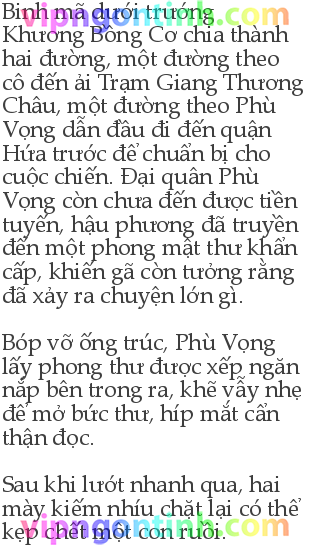 Binh mã dưới trướng
Khương Bồng Cơ chia thành
hai đường, một đường theo
cô đến ải Trạm Giang Thương
Châu, một đường theo Phù
Vọng dẫn đầu đi đến quận
Hứa trước để chuẩn bị cho
cuộc chiến. Đại quân Phù
Vọng còn chưa đến được tiền
tuyến, hậu phương đã truyền
đến một phong mật thư khẩn
cấp, khiến gã còn tưởng rằng
đã xảy ra chuyện lớn gì.

Bóp vỡ ống trúc, Phù Vọng
lấy phong thư được xếp ngăn
nắp bên trong ra, khẽ vẫy nhẹ
để mở bức thư, híp mắt cẩn
thận đọc.

Sau khi lướt nhanh qua, hai
mày kiếm nhíu chặt lại có thể
kẹp chết một con ruồi.
vipngontinh.com
vipngontinh.com